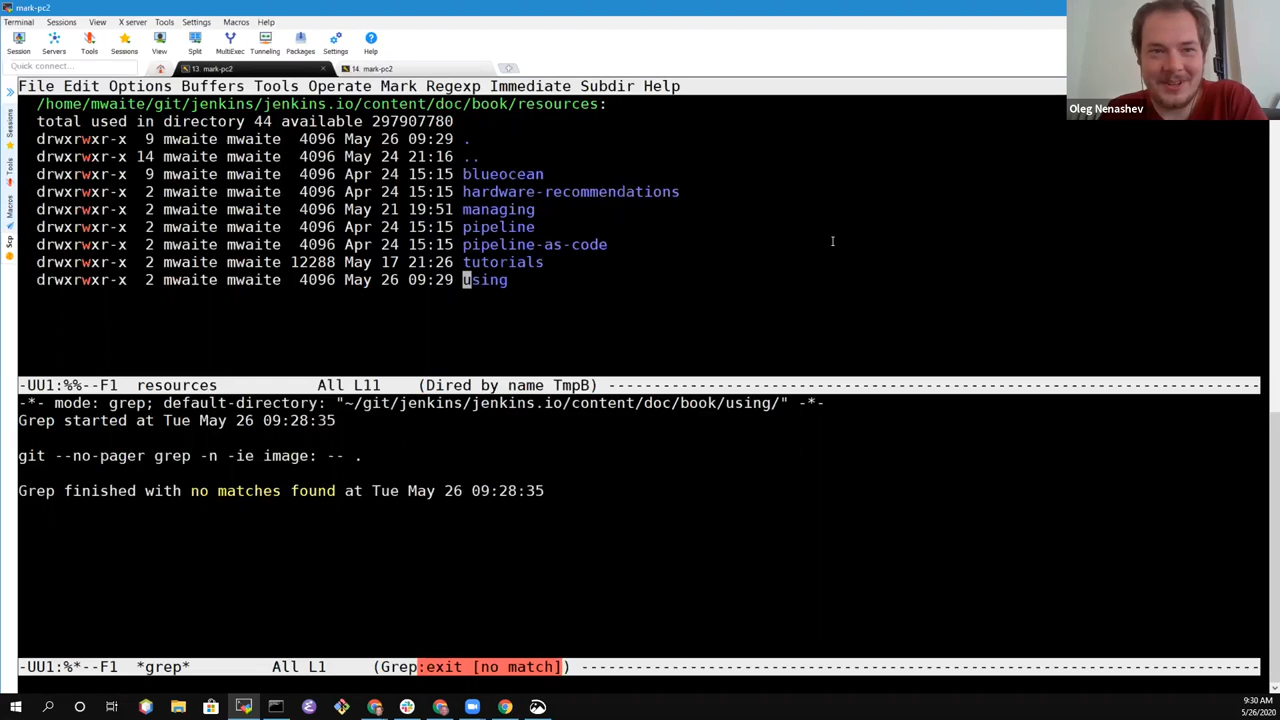 mark-pc2
Terminal Sessions View X server Tools Settings Macros Help
Session Servers Tools Sessions View Split MultiExec Tunneling Packages Settings Help
Quick connect...
13. mark-pc2
14. mark-pc2
Oleg Nenashev
Sessions
Tools
Macros
Scp
File Edit Options Buffers Tools Operate Mark Regexp Immediate Subdir Help
/home/mwaite/git/jenkins/jenkins.io/content/doc/book/resources:
total used in directory 44 available 297907780
drwxrwxr-x 9 mwaite mwaite 4096 May 26 09:29 .
drwxrwxr-x 14 mwaite mwaite 4096 May 24 21:16 ..
drwxrwxr-x 9 mwaite mwaite 4096 Apr 24 15:15 blueocean
drwxrwxr-x 2 mwaite mwaite 4096 Apr 24 15:15 hardware-recommendations
drwxrwxr-x 2 mwaite mwaite 4096 May 21 19:51 managing
drwxrwxr-x 2 mwaite mwaite 4096 Apr 24 15:15 pipeline
drwxrwxr-x 2 mwaite mwaite 4096 Apr 24 15:15 pipeline-as-code
drwxrwxr-x 2 mwaite mwaite 12288 May 17 21:26 tutorials
drwxrwxr-x 2 mwaite mwaite 4096 May 26 09:29 using
-UU1:%%--F1 resources All L11 (Dired by name TmpB) --------------------------------------------------------------------------
-*- mode: grep; default-directory: "~/git/jenkins/jenkins.io/content/doc/book/using/" -*-
Grep started at Tue May 26 09:28:35
git --no-pager grep -n -ie image: -- .
Grep finished with no matches found at Tue May 26 09:28:35
-UU1:%*--F1 *grep* All L1 (Grep:exit [no match]) ---------------------------------------------------------------------------
9:30 AM
5/26/2020